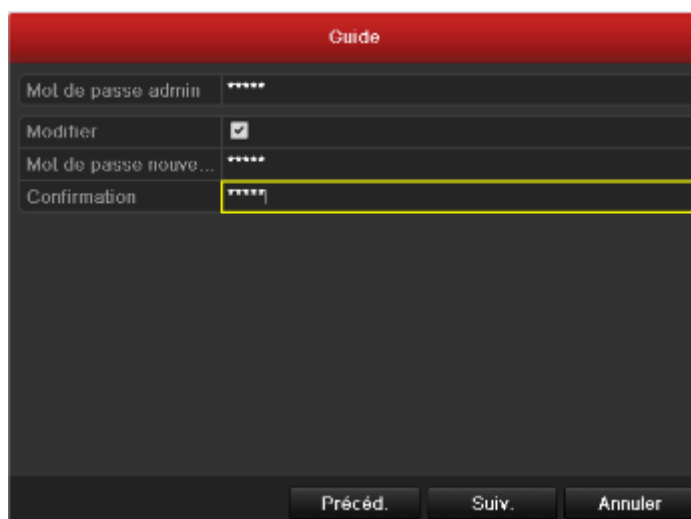 Guide
Mot de passe admin *****
Modifier
Mot de passe nouve... *****
Confirmation *****
Précéd. Suiv. Annuler